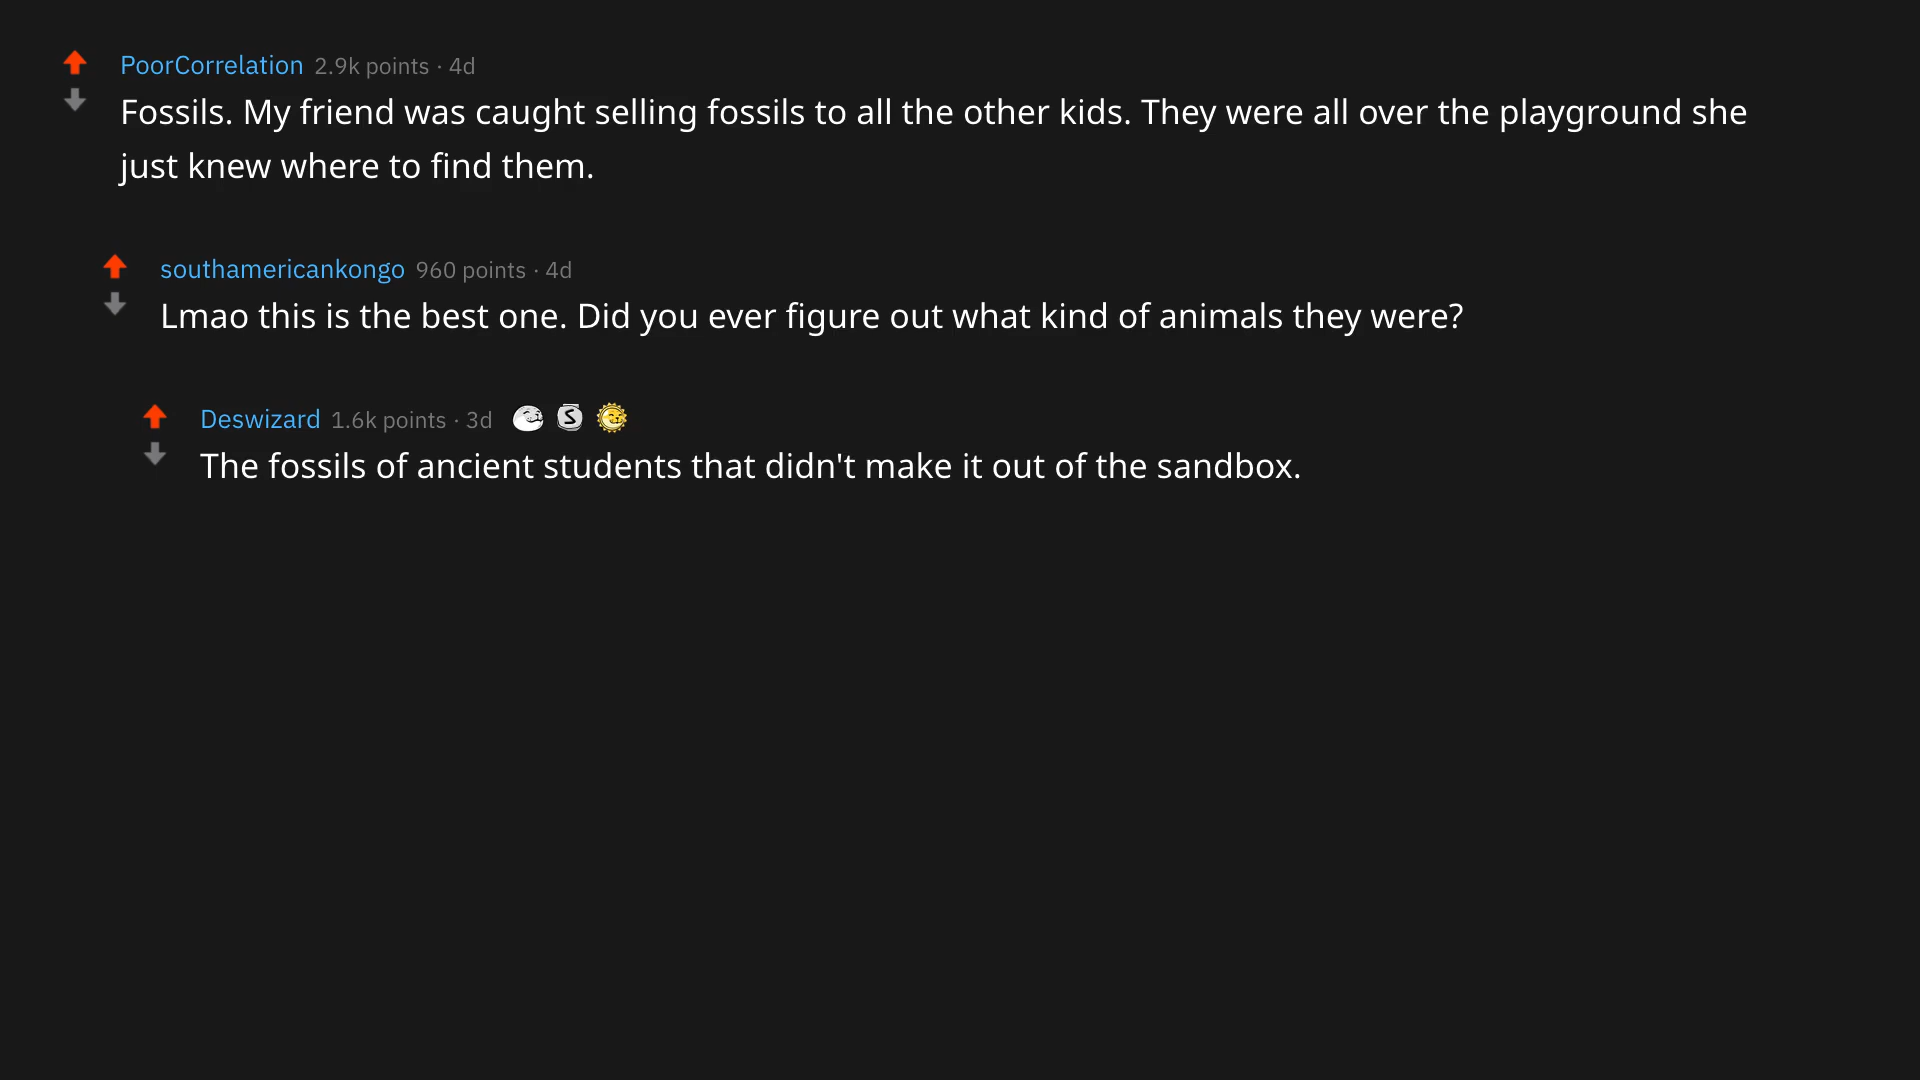 PoorCorrelation 2.9k points · 4d
Fossils. My friend was caught selling fossils to all the other kids. They were all over the playground she
just knew where to find them.
southamericankongo 960 points · 4d
Lmao this is the best one. Did you ever figure out what kind of animals they were?
Deswizard 1.6k points · 3d S
The fossils of ancient students that didn't make it out of the sandbox.